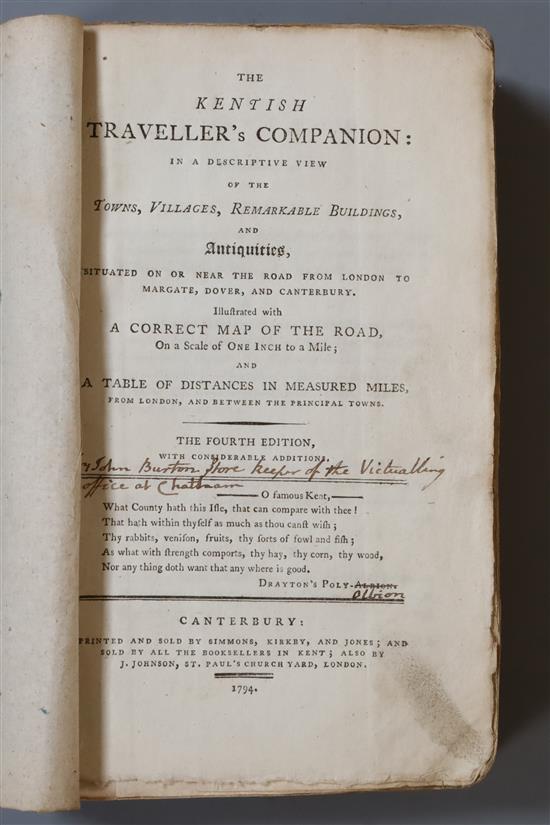 THE
KENTISH
TRAVELLER's COMPANION:
IN A DESCRIPTIVE VIEW
OF THE
TOWNS, VILLAGES, REMARKABLE BUILDINGS,
AND
Antiquities,
SITUATED ON OR NEAR THE ROAD FROM LONDON TO
MARGATE, DOVER, AND CANTERBURY.
Illuſtrated with
A CORRECT MAP OF THE ROAD,
On a Scale of ONE INCH to a Mile;
AND
A TABLE OF DISTANCES IN MEASURED MILES,
FROM LONDON, AND BETWEEN THE PRINCIPAL TOWNS.
THE FOURTH EDITION,
WITH CONSIDERABLE ADDITIONS.
John Burton Store keeper of the Victualling
office at Chatham
O famous Kent,
What County hath this Iſle, that can compare with thee!
That hath within thyſelf as much as thou canſt wiſh;
Thy rabbits, veniſon, fruits, thy ſorts of fowl and fiſh;
As what with ſtrength comports, thy hay, thy corn, thy wood,
Nor any thing doth want that any where is good.
DRAYTON'S POLY-ALBION.
Olbion
CANTERBURY:
PRINTED AND SOLD BY SIMMONS, KIRKBY, AND JONES; AND
SOLD BY ALL THE BOOKSELLERS IN KENT; ALSO BY
J. JOHNSON, ST. PAUL'S CHURCH YARD, LONDON.
1794.